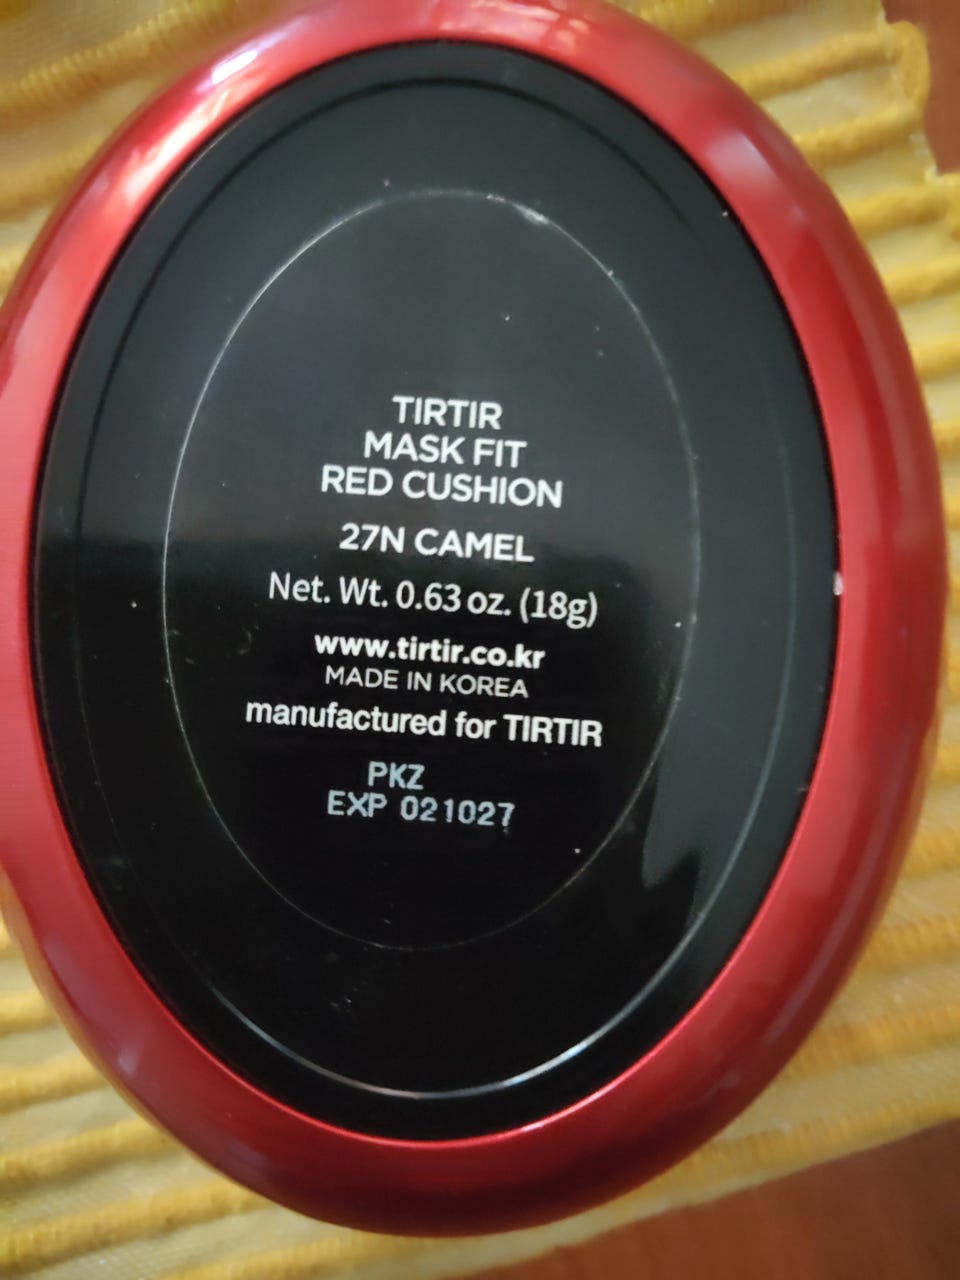 TIRTIR
MASK FIT
RED CUSHION
27N CAMEL
Net. Wt. 0.63 oz. (18g)
www.tirtir.co.kr
MADE IN KOREA
manufactured for TIRTIR
PKZ
EXP 021027